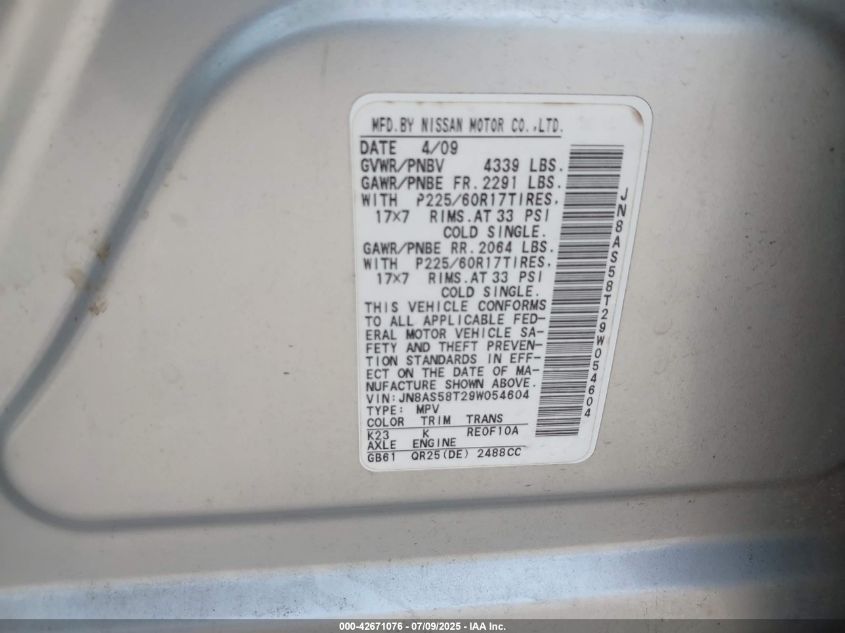 MFD.BY NISSAN MOTOR CO.,LTD.
DATE 4/09
GVWR/PNBV 4339 LBS.
GAWR/PNBE FR. 2291 LBS.
WITH P225/60R17TIRES,
17×7 RIMS.AT 33 PSI
COLD SINGLE.
GAWR/PNBE RR. 2064 LBS.
WITH P225/60R17TIRES,
17×7 RIMS.AT 33 PSI
COLD SINGLE.
THIS VEHICLE CONFORMS
TO ALL APPLICABLE FED-
ERAL MOTOR VEHICLE SA-
FETY AND THEFT PREVEN-
TION STANDARDS IN EFF-
ECT ON THE DATE OF MA-
NUFACTURE SHOWN ABOVE.
VIN:JN8AS58T29W054604
TYPE: MPV
COLOR TRIM TRANS
K23 K RE0F10A
AXLE ENGINE
GB61 QR25(DE) 2488CC
JN8AS58T29W054604
000-42671076 / 07/09/2025 - IAA Inc.